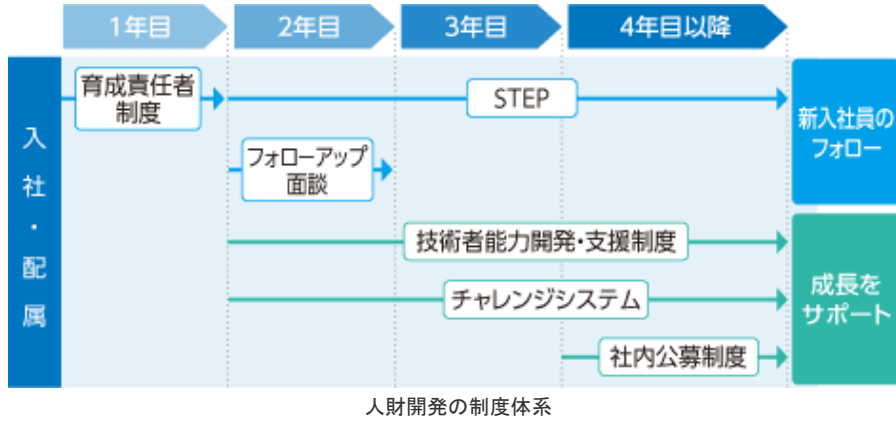 1年目
2年目
3年目
4年目以降
入社・配属
育成責任者
制度
STEP
新入社員の
フォロー
フォローアップ
面談
技術者能力開発・支援制度
チャレンジシステム
成長を
サポート
社内公募制度
人財開発の制度体系